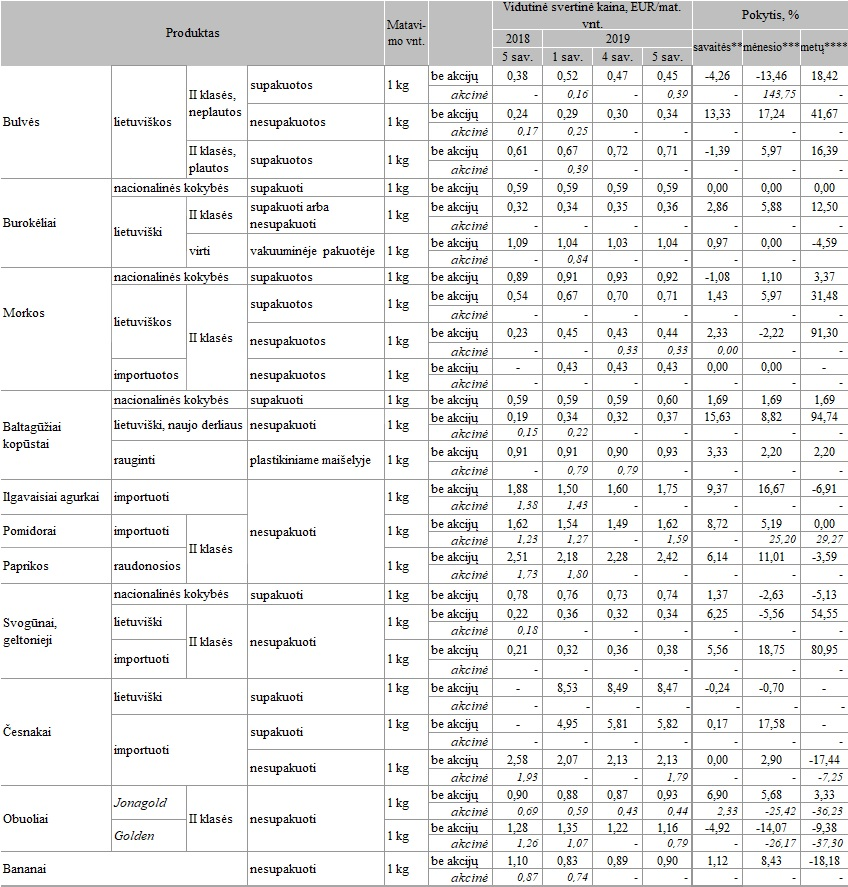 Produktas Matavi- Vidutinė svertinė kaina, EUR/mat. Pokytis, %
mo vnt. vnt.
2018 2019 savaitės** mėnesio*** metų****
5 sav. 1 sav. 4 sav. 5 sav.
Bulvės lietuviškos II klasės, neplautos supakuotos 1 kg be akcijų 0,38 0,52 0,47 0,45 -4,26 -13,46 18,42
akcinė - 0,16 - 0,39 - 143,75 -
nesupakuotos 1 kg be akcijų 0,24 0,29 0,30 0,34 13,33 17,24 41,67
akcinė 0,17 0,25 - - - - -
II klasės, plautos supakuotos 1 kg be akcijų 0,61 0,67 0,72 0,71 -1,39 5,97 16,39
akcinė - 0,39 - - - - -
Burokėliai nacionalinės kokybės supakuoti 1 kg be akcijų 0,59 0,59 0,59 0,59 0,00 0,00 0,00
lietuviški II klasės supakuoti arba nesupakuoti 1 kg be akcijų 0,32 0,34 0,35 0,36 2,86 5,88 12,50
akcinė - - - - - - -
virti vakuuminėje pakuotėje 1 kg be akcijų 1,09 1,04 1,03 1,04 0,97 0,00 -4,59
akcinė - 0,84 - - - - -
Morkos nacionalinės kokybės supakuotos 1 kg be akcijų 0,89 0,91 0,93 0,92 -1,08 1,10 3,37
lietuviškos II klasės supakuotos 1 kg be akcijų 0,54 0,67 0,70 0,71 1,43 5,97 31,48
akcinė - - - - - - -
nesupakuotos 1 kg be akcijų 0,23 0,45 0,43 0,44 2,33 -2,22 91,30
akcinė - - 0,33 0,33 0,00 - -
importuotos nesupakuotos 1 kg be akcijų - 0,43 0,43 0,43 0,00 0,00 -
akcinė - - - - - - -
Baltagūžiai kopūstai nacionalinės kokybės supakuoti 1 kg be akcijų 0,59 0,59 0,59 0,60 1,69 1,69 1,69
lietuviški, naujo derliaus nesupakuoti 1 kg be akcijų 0,19 0,34 0,32 0,37 15,63 8,82 94,74
akcinė 0,15 0,22 - - - - -
rauginti plastikiniame maišelyje 1 kg be akcijų 0,91 0,91 0,90 0,93 3,33 2,20 2,20
akcinė - 0,79 0,79 - - - -
Ilgavaisiai agurkai importuoti nesupakuoti 1 kg be akcijų 1,88 1,50 1,60 1,75 9,37 16,67 -6,91
akcinė 1,38 1,43 - - - - -
Pomidorai importuoti II klasės 1 kg be akcijų 1,62 1,54 1,49 1,62 8,72 5,19 0,00
akcinė 1,23 1,27 - 1,59 - 25,20 29,27
Paprikos raudonosios 1 kg be akcijų 2,51 2,18 2,28 2,42 6,14 11,01 -3,59
akcinė 1,73 1,80 - - - - -
Svogūnai, geltonieji nacionalinės kokybės supakuoti 1 kg be akcijų 0,78 0,76 0,73 0,74 1,37 -2,63 -5,13
lietuviški II klasės nesupakuoti 1 kg be akcijų 0,22 0,36 0,32 0,34 6,25 -5,56 54,55
akcinė 0,18 - - - - - -
importuoti 1 kg be akcijų 0,21 0,32 0,36 0,38 5,56 18,75 80,95
akcinė - - - - - - -
Česnakai lietuviški supakuoti 1 kg be akcijų - 8,53 8,49 8,47 -0,24 -0,70 -
akcinė - - - - - - -
importuoti supakuoti 1 kg be akcijų - 4,95 5,81 5,82 0,17 17,58 -
akcinė - - - - - - -
nesupakuoti 1 kg be akcijų 2,58 2,07 2,13 2,13 0,00 2,90 -17,44
akcinė 1,93 - - 1,79 - - -7,25
Obuoliai Jonagold II klasės nesupakuoti 1 kg be akcijų 0,90 0,88 0,87 0,93 6,90 5,68 3,33
akcinė 0,69 0,59 0,43 0,44 2,33 -25,42 -36,23
Golden 1 kg be akcijų 1,28 1,35 1,22 1,16 -4,92 -14,07 -9,38
akcinė 1,26 1,07 - 0,79 - -26,17 -37,30
Bananai nesupakuoti 1 kg be akcijų 1,10 0,83 0,89 0,90 1,12 8,43 -18,18
akcinė 0,87 0,74 - - - - -